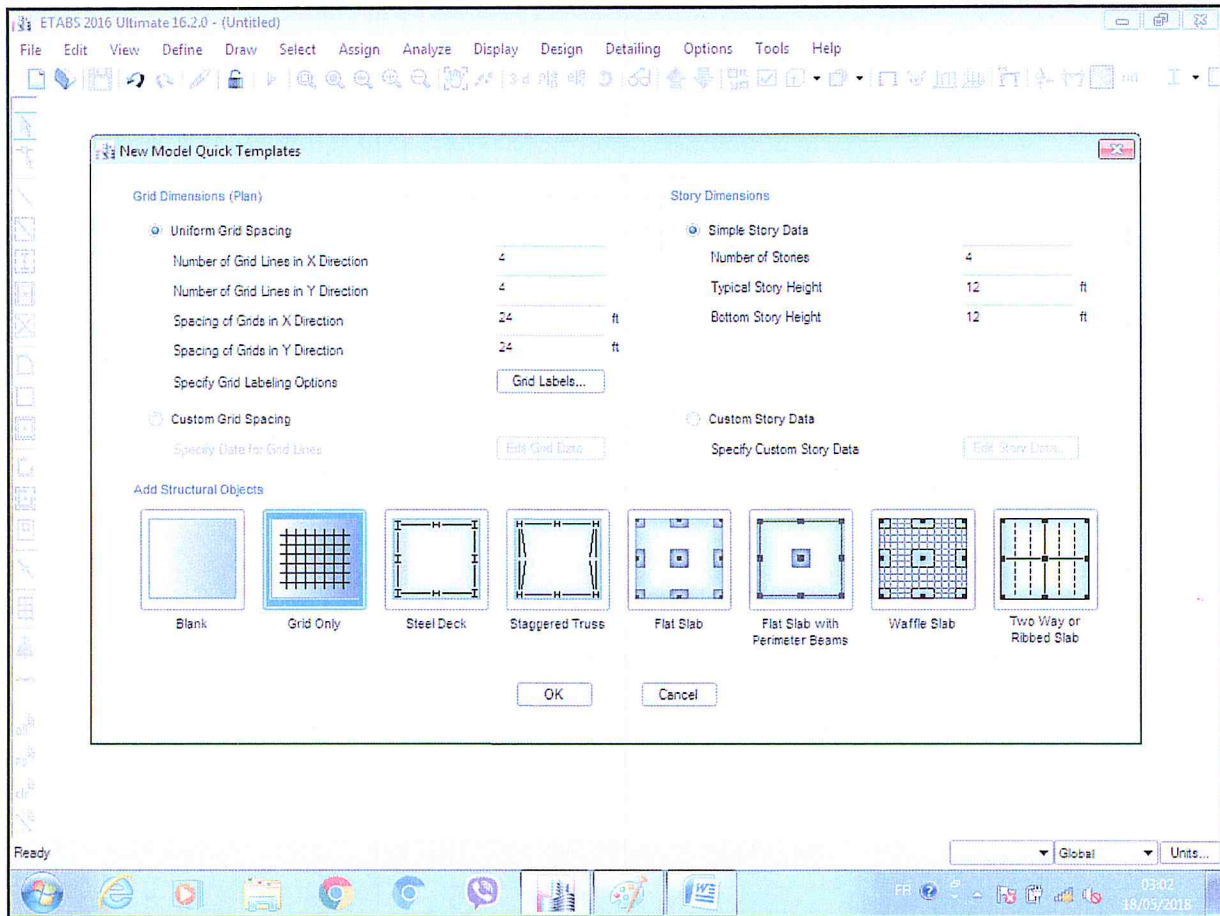 ETABS 2016 Ultimate 16.2.0 - (Untitled)
File Edit View Define Draw Select Assign Analyze Display Design Detailing Options Tools Help
New Model Quick Templates
Grid Dimensions (Plan)
Uniform Grid Spacing
Number of Grid Lines in X Direction 4
Number of Grid Lines in Y Direction 4
Spacing of Grids in X Direction 24 ft
Spacing of Grids in Y Direction 24 ft
Specify Grid Labeling Options Grid Labels...
Custom Grid Spacing
Specify Data for Grid Lines Edit Grid Data...
Story Dimensions
Simple Story Data
Number of Stories 4
Typical Story Height 12 ft
Bottom Story Height 12 ft
Custom Story Data
Specify Custom Story Data Edit Story Data...
Add Structural Objects
Blank
Grid Only
Steel Deck
Staggered Truss
Flat Slab
Flat Slab with
Perimeter Beams
Waffle Slab
Two Way or
Ribbed Slab
OK Cancel
Ready Global Units...
FR 03:02
18/05/2018